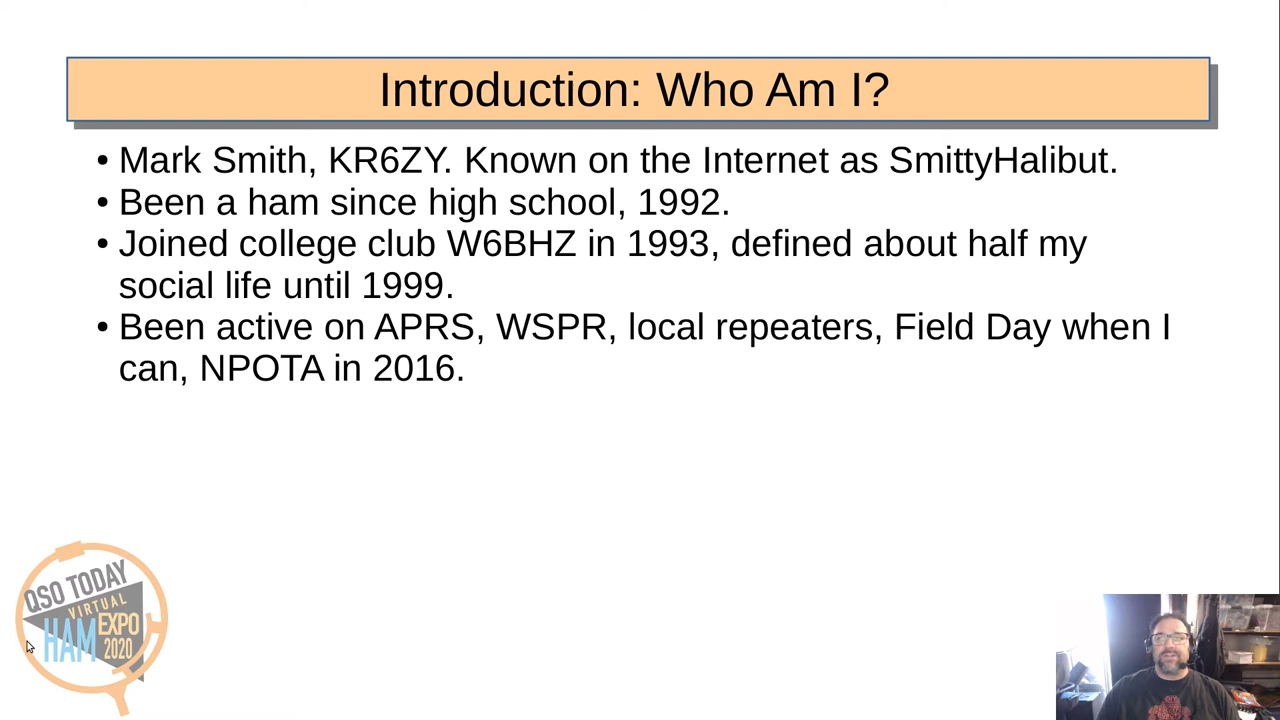 Introduction: Who Am I?
• Mark Smith, KR6ZY. Known on the Internet as SmittyHalibut.
• Been a ham since high school, 1992.
• Joined college club W6BHZ in 1993, defined about half my
social life until 1999.
• Been active on APRS, WSPR, local repeaters, Field Day when I
can, NPOTA in 2016.
QSO TODAY
VIRTUAL
HAM EXPO
2020